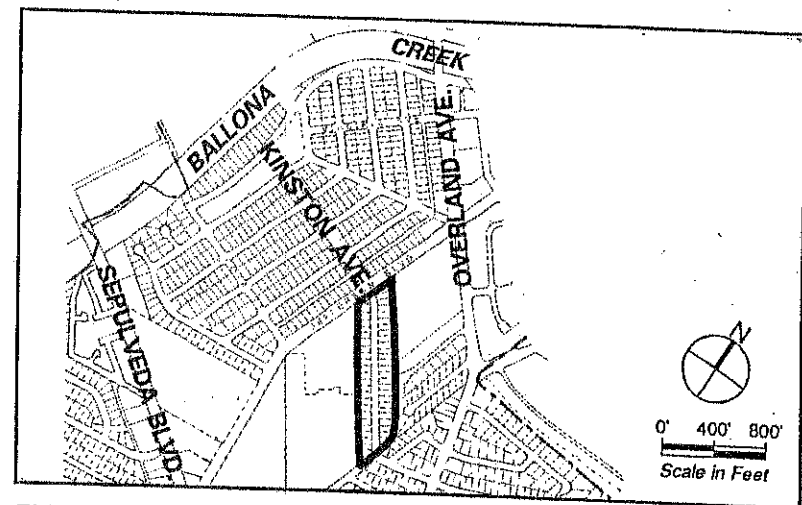 CREEK
BALLONA
KINSTON AVE.
OVERLAND AVE.
SEPULVEDA BLVD.
N
0' 400' 800'
Scale in Feet